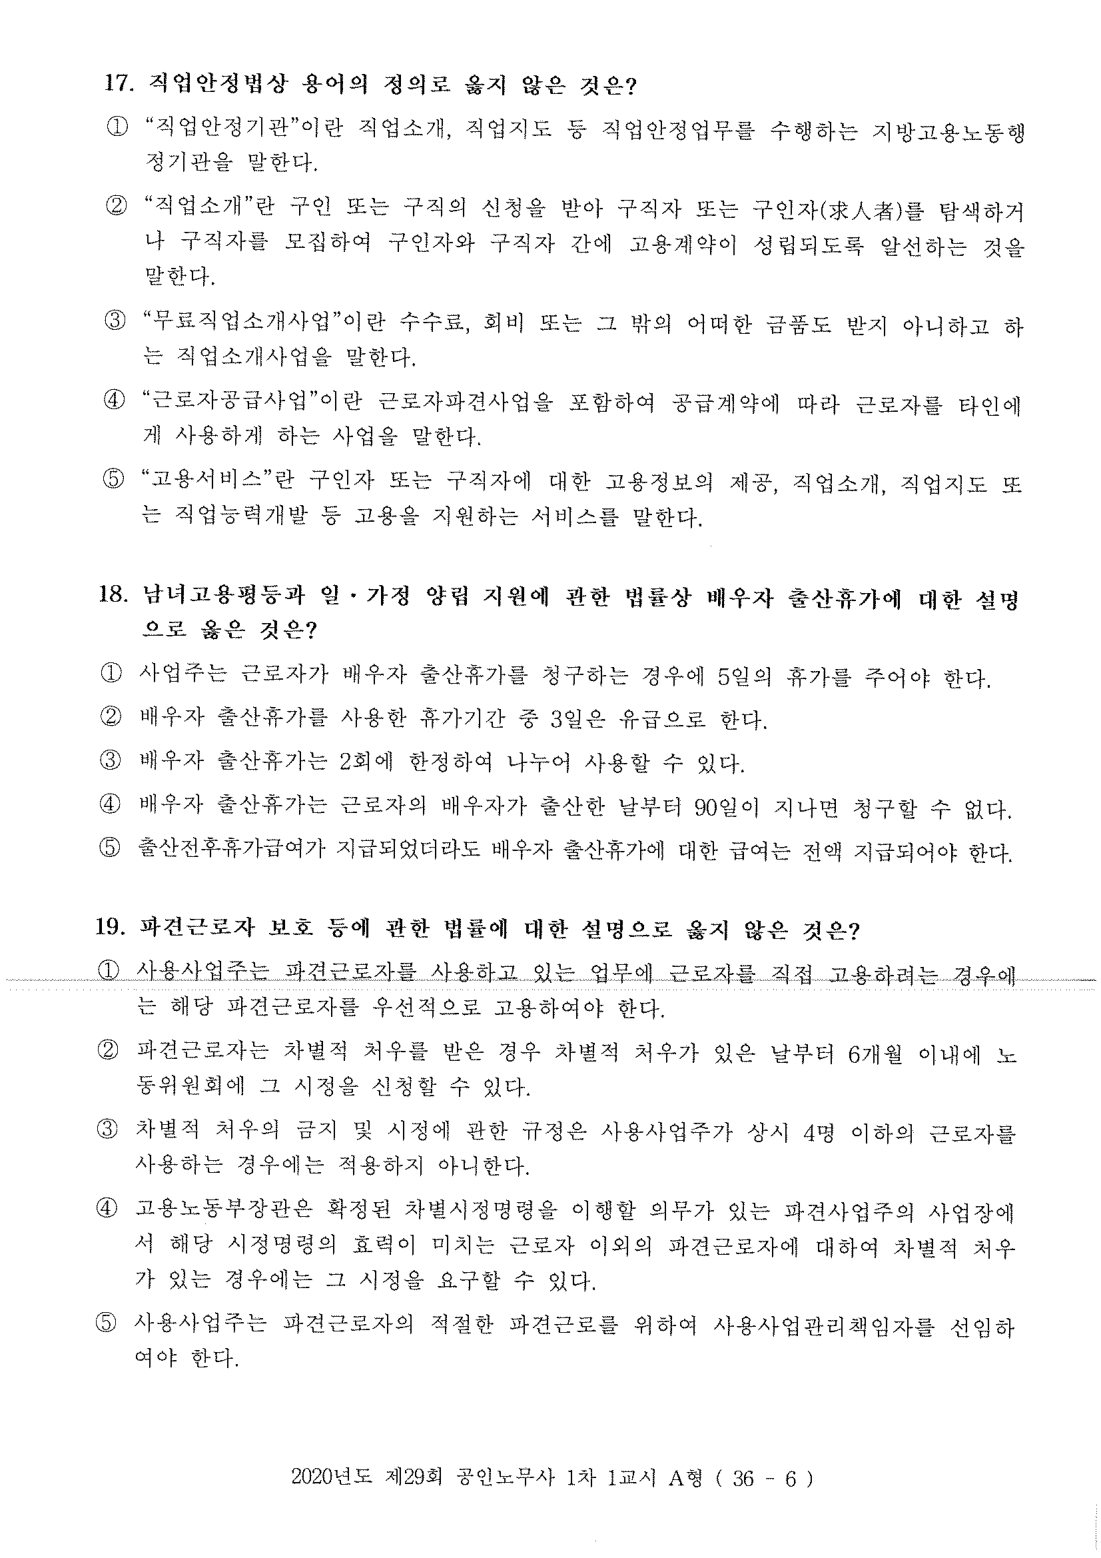 17. 직업안정법상 용어의 정의로 옳지 않은 것은?
① “직업안정기관”이란 직업소개, 직업지도 등 직업안정업무를 수행하는 지방고용노동행
정기관을 말한다.
② “직업소개”란 구인 또는 구직의 신청을 받아 구직자 또는 구인자(求人者)를 탐색하거
나 구직자를 모집하여 구인자와 구직자 간에 고용계약이 성립되도록 알선하는 것을
말한다.
③ “무료직업소개사업”이란 수수료, 회비 또는 그 밖의 어떠한 금품도 받지 아니하고 하
는 직업소개사업을 말한다.
④ “근로자공급사업”이란 근로자파견사업을 포함하여 공급계약에 따라 근로자를 타인에
게 사용하게 하는 사업을 말한다.
⑤ “고용서비스”란 구인자 또는 구직자에 대한 고용정보의 제공, 직업소개, 직업지도 또
는 직업능력개발 등 고용을 지원하는 서비스를 말한다.
18. 남녀고용평등과 일·가정 양립 지원에 관한 법률상 배우자 출산휴가에 대한 설명
으로 옳은 것은?
① 사업주는 근로자가 배우자 출산휴가를 청구하는 경우에 5일의 휴가를 주어야 한다.
② 배우자 출산휴가를 사용한 휴가기간 중 3일은 유급으로 한다.
③ 배우자 출산휴가는 2회에 한정하여 나누어 사용할 수 있다.
④ 배우자 출산휴가는 근로자의 배우자가 출산한 날부터 90일이 지나면 청구할 수 없다.
⑤ 출산전후휴가급여가 지급되었더라도 배우자 출산휴가에 대한 급여는 전액 지급되어야 한다.
19. 파견근로자 보호 등에 관한 법률에 대한 설명으로 옳지 않은 것은?
① 사용사업주는 파견근로자를 사용하고 있는 업무에 근로자를 직접 고용하려는 경우에
는 해당 파견근로자를 우선적으로 고용하여야 한다.
② 파견근로자는 차별적 처우를 받은 경우 차별적 처우가 있은 날부터 6개월 이내에 노
동위원회에 그 시정을 신청할 수 있다.
③ 차별적 처우의 금지 및 시정에 관한 규정은 사용사업주가 상시 4명 이하의 근로자를
사용하는 경우에는 적용하지 아니한다.
④ 고용노동부장관은 확정된 차별시정명령을 이행할 의무가 있는 파견사업주의 사업장에
서 해당 시정명령의 효력이 미치는 근로자 이외의 파견근로자에 대하여 차별적 처우
가 있는 경우에는 그 시정을 요구할 수 있다.
⑤ 사용사업주는 파견근로자의 적절한 파견근로를 위하여 사용사업관리책임자를 선임하
여야 한다.
2020년도 제29회 공인노무사 1차 1교시 A형 ( 36 - 6 )